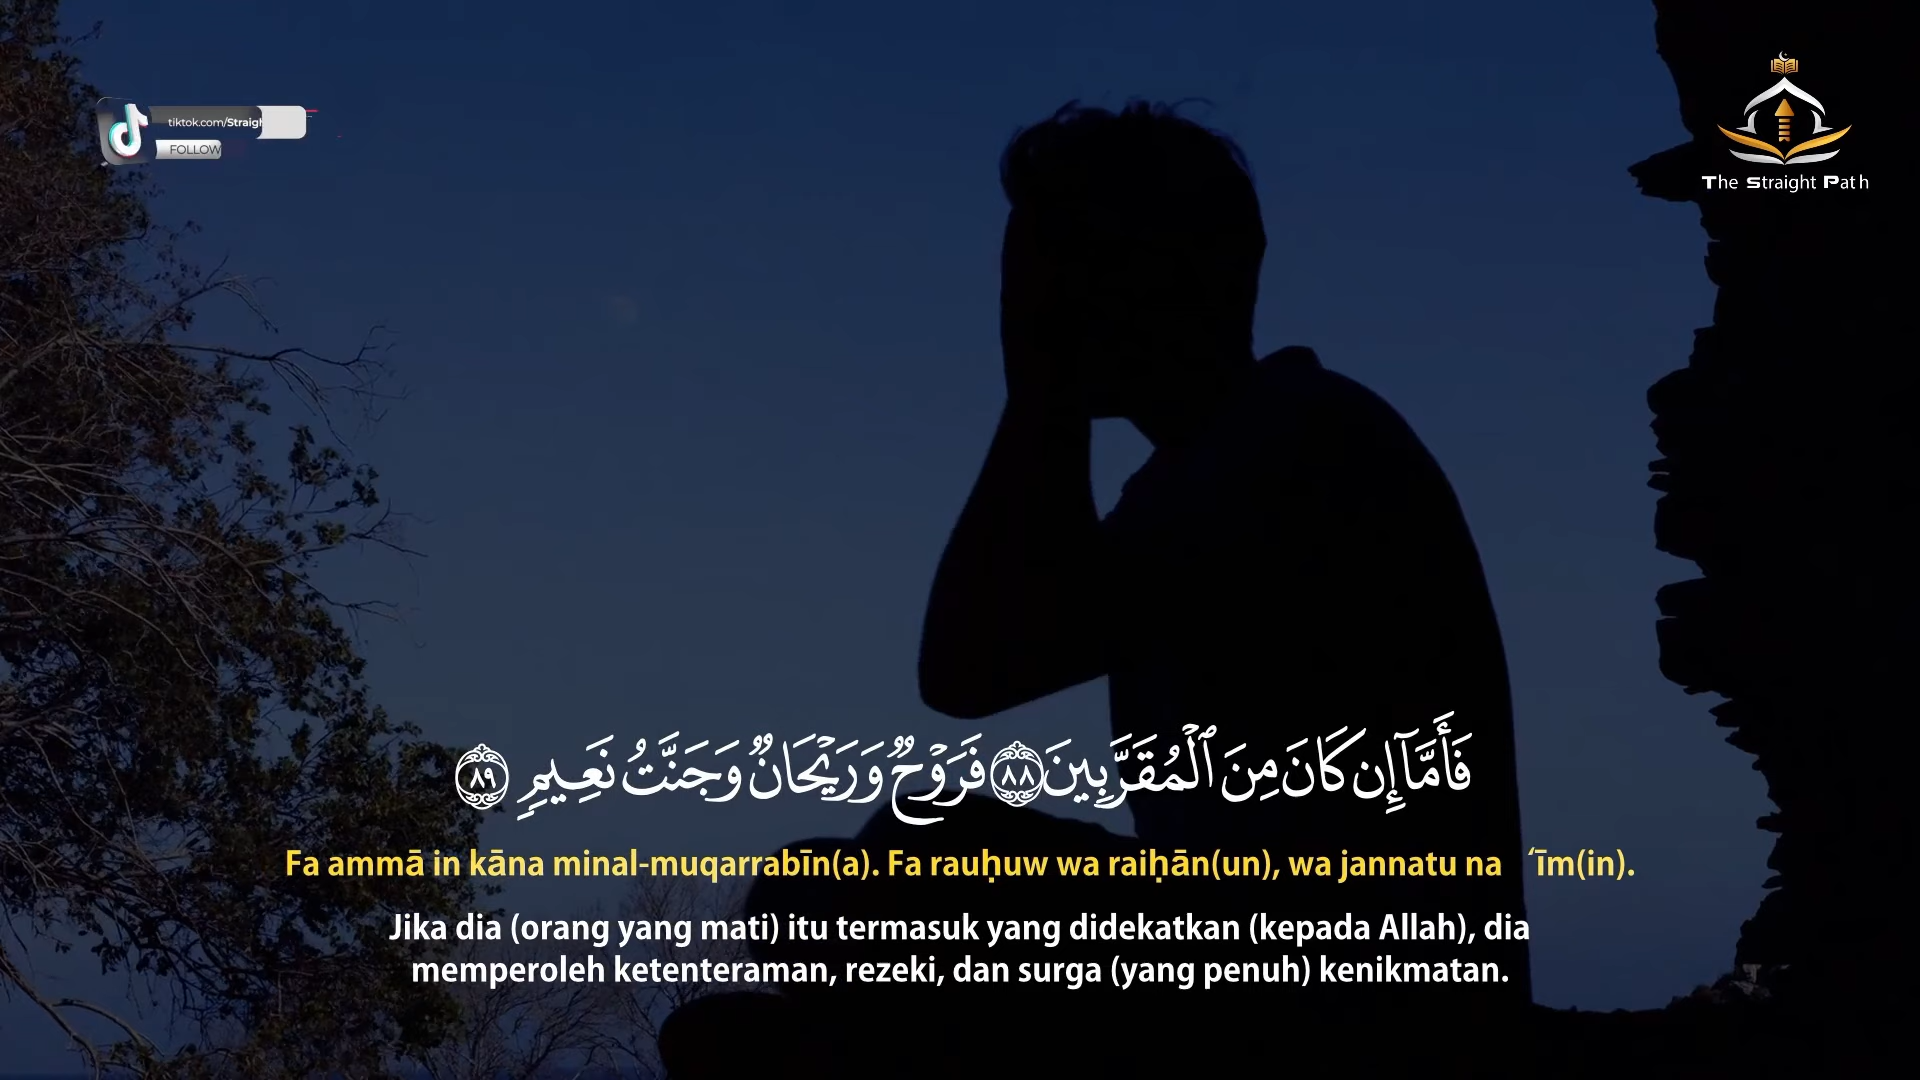 tiktok.com/Straigh
FOLLOW
The Straight Path
فَأَمَّآ إِن كَانَ مِنَ ٱلْمُقَرَّبِينَ ٨٨ فَرَوْحٌ وَرَيْحَانٌ وَجَنَّتُ نَعِيمٍ ٨٩
Fa ammā in kāna minal-muqarrabīn(a). Fa rauḥuw wa raiḥān(un), wa jannatu na ‘īm(in).
Jika dia (orang yang mati) itu termasuk yang didekatkan (kepada Allah), dia
memperoleh ketenteraman, rezeki, dan surga (yang penuh) kenikmatan.